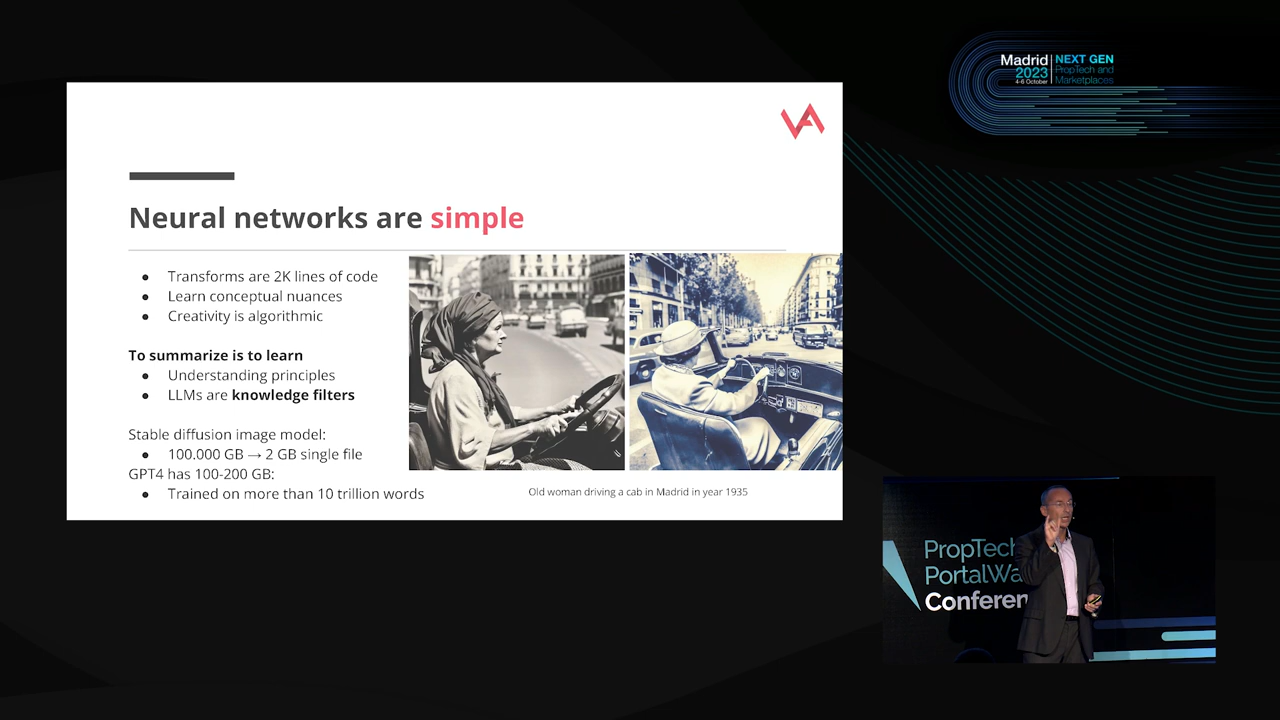 Madrid
2023
4-6 October
NEXT GEN
PropTech and
Marketplaces
Neural networks are simple
● Transforms are 2K lines of code
● Learn conceptual nuances
● Creativity is algorithmic
To summarize is to learn
● Understanding principles
● LLMs are knowledge filters
Stable diffusion image model:
● 100.000 GB → 2 GB single file
GPT4 has 100-200 GB:
● Trained on more than 10 trillion words
Old woman driving a cab in Madrid in year 1935
PropTech
PortalWa
Conferen